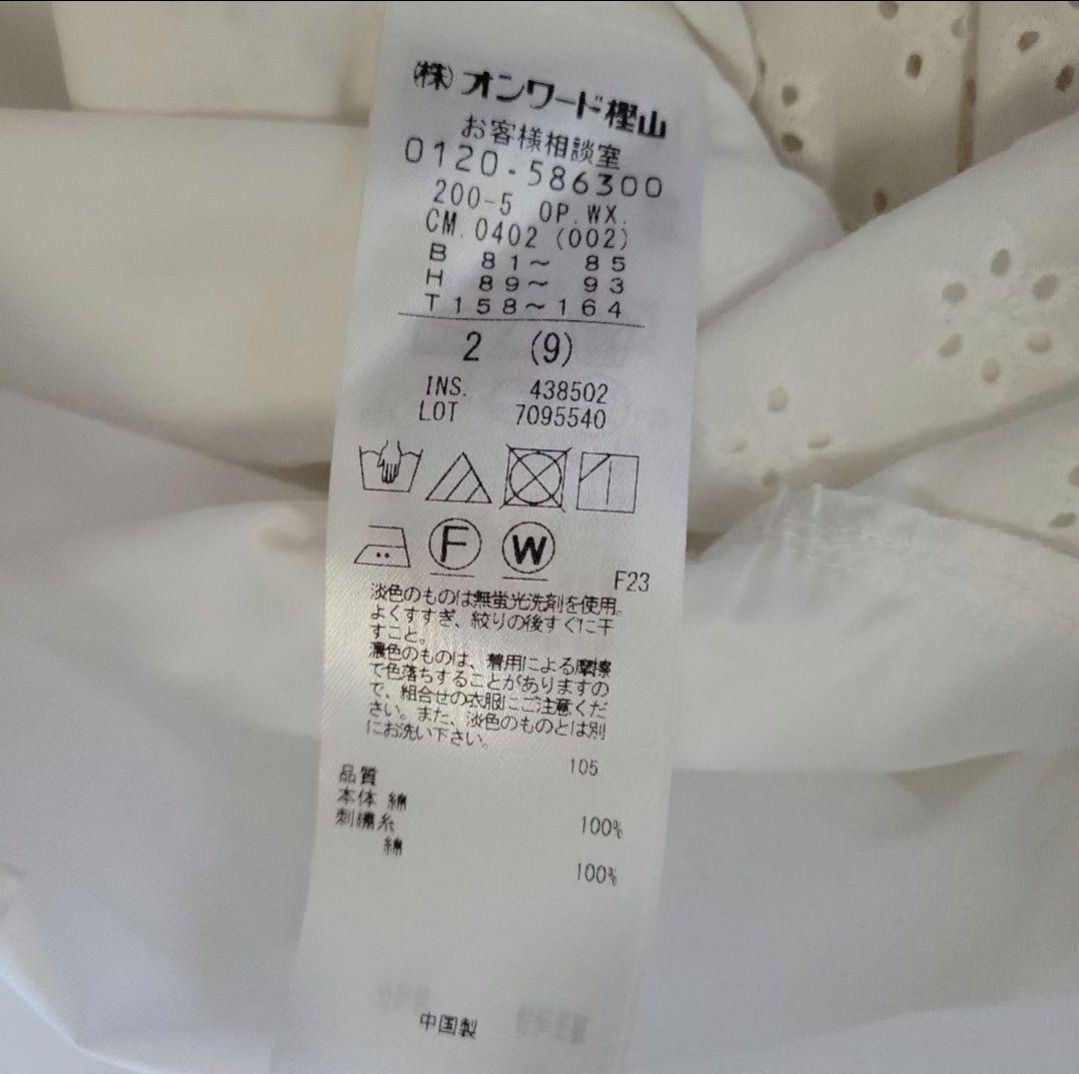 ㈱オンワード樫山
お客様相談室
0120-586300
200-5 OP.WX.
CM.0402 (002)
B 81～ 85
H 89～ 93
T158～164
2 (9)
INS. 438502
LOT 7095540
F W
F23
淡色のものは無蛍光洗剤を使用。
よくすすぎ、絞りの後すぐに干
すこと。
濃色のものは、着用による摩擦
で色落ちすることがありますの
で、組合せの衣服にご注意くだ
さい。また、淡色のものとは別
にお洗い下さい。
105
品質
本体 綿
100%
刺繍糸
綿
100%
中国製